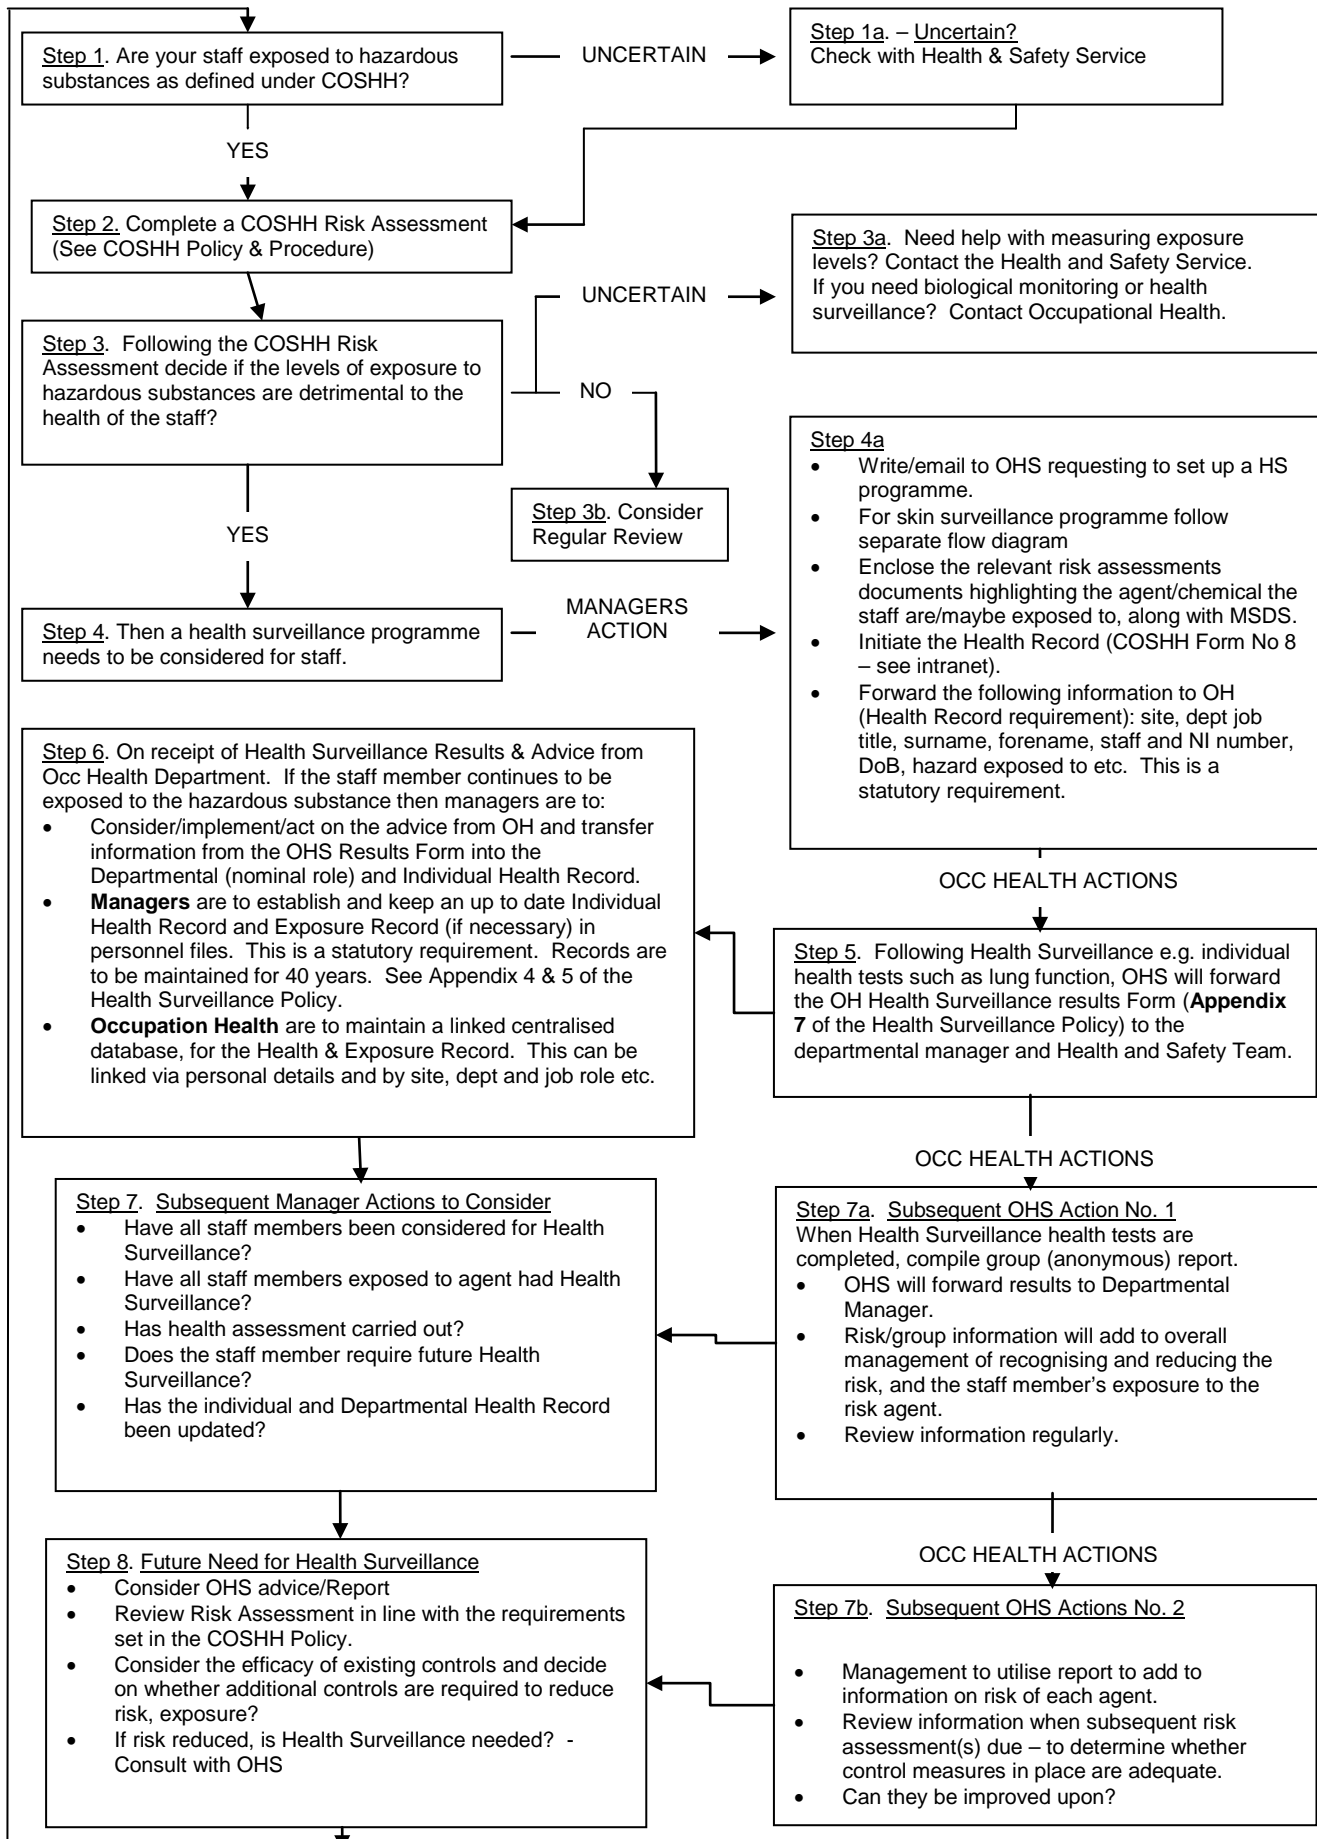 Step 1. Are your staff exposed to hazardous
substances as defined under COSHH?
UNCERTAIN
Step 1a. – Uncertain?
Check with Health & Safety Service
YES
Step 2. Complete a COSHH Risk Assessment
(See COSHH Policy & Procedure)
UNCERTAIN
Step 3a. Need help with measuring exposure
levels? Contact the Health and Safety Service.
If you need biological monitoring or health
surveillance? Contact Occupational Health.
Step 3. Following the COSHH Risk
Assessment decide if the levels of exposure to
hazardous substances are detrimental to the
health of the staff?
NO
Step 3b. Consider
Regular Review
YES
Step 4. Then a health surveillance programme
needs to be considered for staff.
MANAGERS
ACTION
Step 4a
• Write/email to OHS requesting to set up a HS
programme.
• For skin surveillance programme follow
separate flow diagram
• Enclose the relevant risk assessments
documents highlighting the agent/chemical the
staff are/maybe exposed to, along with MSDS.
• Initiate the Health Record (COSHH Form No 8
– see intranet).
• Forward the following information to OH
(Health Record requirement): site, dept job
title, surname, forename, staff and NI number,
DoB, hazard exposed to etc. This is a
statutory requirement.
OCC HEALTH ACTIONS
Step 5. Following Health Surveillance e.g. individual
health tests such as lung function, OHS will forward
the OH Health Surveillance results Form (Appendix
7 of the Health Surveillance Policy) to the
departmental manager and Health and Safety Team.
Step 6. On receipt of Health Surveillance Results & Advice from
Occ Health Department. If the staff member continues to be
exposed to the hazardous substance then managers are to:
• Consider/implement/act on the advice from OH and transfer
information from the OHS Results Form into the
Departmental (nominal role) and Individual Health Record.
• Managers are to establish and keep an up to date Individual
Health Record and Exposure Record (if necessary) in
personnel files. This is a statutory requirement. Records are
to be maintained for 40 years. See Appendix 4 & 5 of the
Health Surveillance Policy.
• Occupation Health are to maintain a linked centralised
database, for the Health & Exposure Record. This can be
linked via personal details and by site, dept and job role etc.
OCC HEALTH ACTIONS
Step 7. Subsequent Manager Actions to Consider
• Have all staff members been considered for Health
Surveillance?
• Have all staff members exposed to agent had Health
Surveillance?
• Has health assessment carried out?
• Does the staff member require future Health
Surveillance?
• Has the individual and Departmental Health Record
been updated?
Step 7a. Subsequent OHS Action No. 1
When Health Surveillance health tests are
completed, compile group (anonymous) report.
• OHS will forward results to Departmental
Manager.
• Risk/group information will add to overall
management of recognising and reducing the
risk, and the staff member’s exposure to the
risk agent.
• Review information regularly.
OCC HEALTH ACTIONS
Step 8. Future Need for Health Surveillance
• Consider OHS advice/Report
• Review Risk Assessment in line with the requirements
set in the COSHH Policy.
• Consider the efficacy of existing controls and decide
on whether additional controls are required to reduce
risk, exposure?
• If risk reduced, is Health Surveillance needed? -
Consult with OHS
Step 7b. Subsequent OHS Actions No. 2
• Management to utilise report to add to
information on risk of each agent.
• Review information when subsequent risk
assessment(s) due – to determine whether
control measures in place are adequate.
• Can they be improved upon?